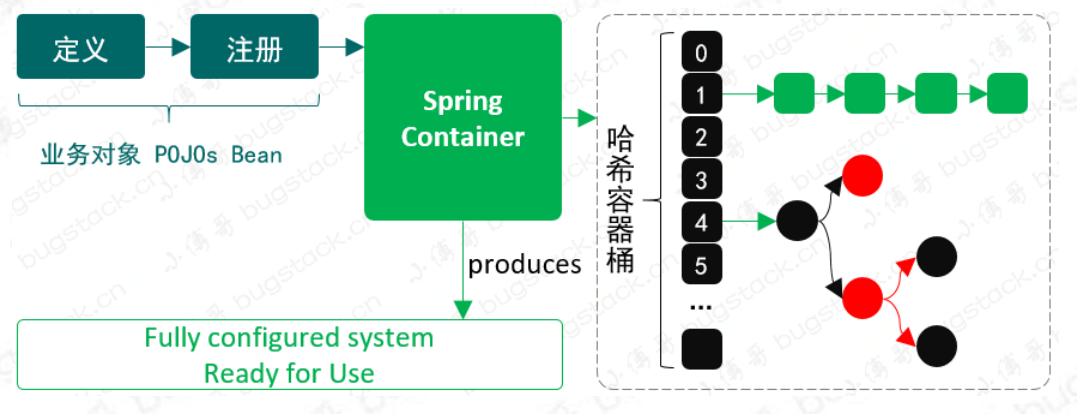 定义
注册
业务对象 POJOs Bean
Spring
Container
produces
Fully configured system
Ready for Use
哈希容器桶
0
1
2
3
4
5
...
小傅哥 bugstack.cn